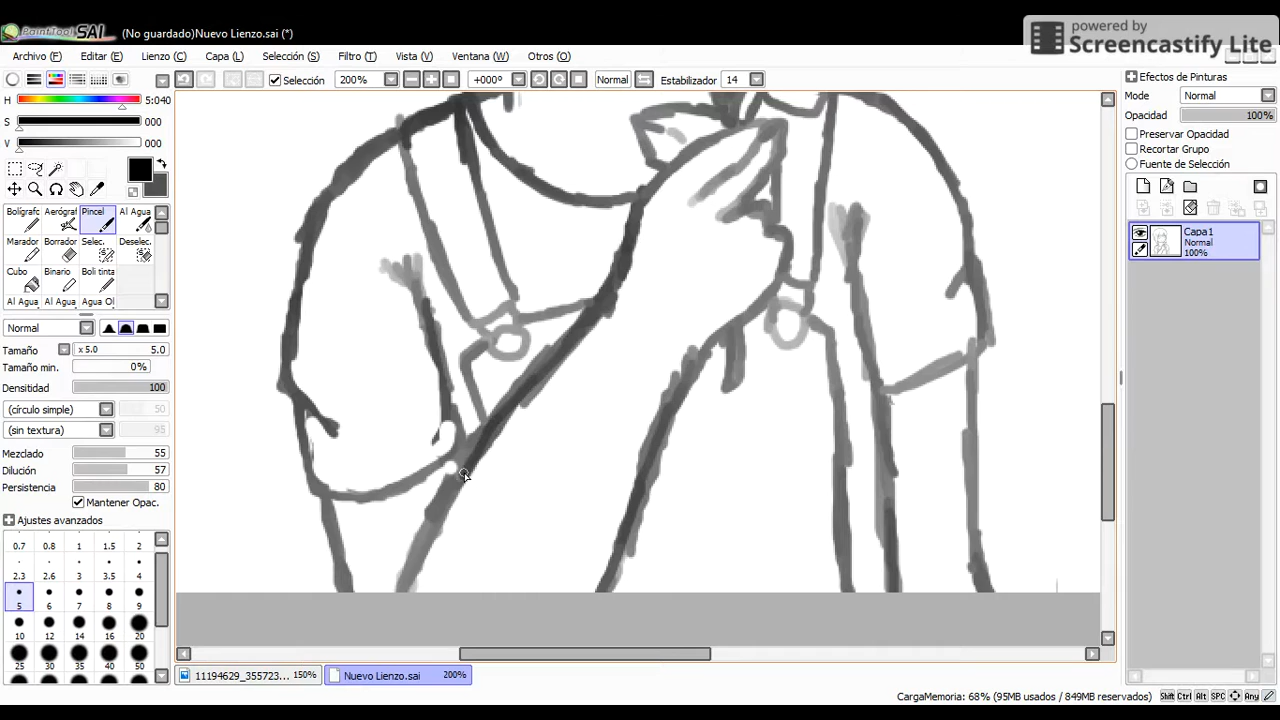 powered by
Screencastify Lite
PaintTool SAI (No guardado)Nuevo Lienzo.sai (*)
Archivo (F) Editar (E) Lienzo (C) Capa (L) Selección (S) Filtro (T) Vista (V) Ventana (W) Otros (O)
Selección 200% +000° Normal Estabilizador 14
H 5:040
S 000
V 000
Bolígrafc Aerógraf Pincel Al Agua
Marador Borrador Selec. Deselec.
Cubo Binario Boli tinta
Al Agua Al Agua Agua Ol
Normal
Tamaño x 5.0 5.0
Tamaño min. 0%
Densidad 100
(círculo simple) 50
(sin textura) 95
Mezclado 55
Dilución 57
Persistencia 80
Mantener Opac.
Ajustes avanzados
0.7 0.8 1 1.5 2
2.3 2.6 3 3.5 4
5 6 7 8 9
10 12 14 16 20
25 30 35 40 50
Efectos de Pinturas
Mode Normal
Opacidad 100%
Preservar Opacidad
Recortar Grupo
Fuente de Selección
Capa1
Normal
100%
11194629_355723... 150% Nuevo Lienzo.sai 200%
CargaMemoria: 68% (95MB usados / 849MB reservados) Shift Ctrl Alt SPC Any